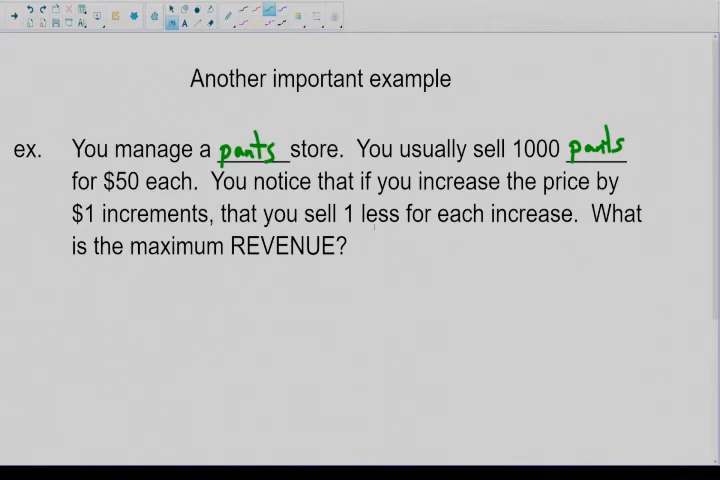 Another important example
ex. You manage a pants store. You usually sell 1000 pants
for $50 each. You notice that if you increase the price by
$1 increments, that you sell 1 less for each increase. What
is the maximum REVENUE?